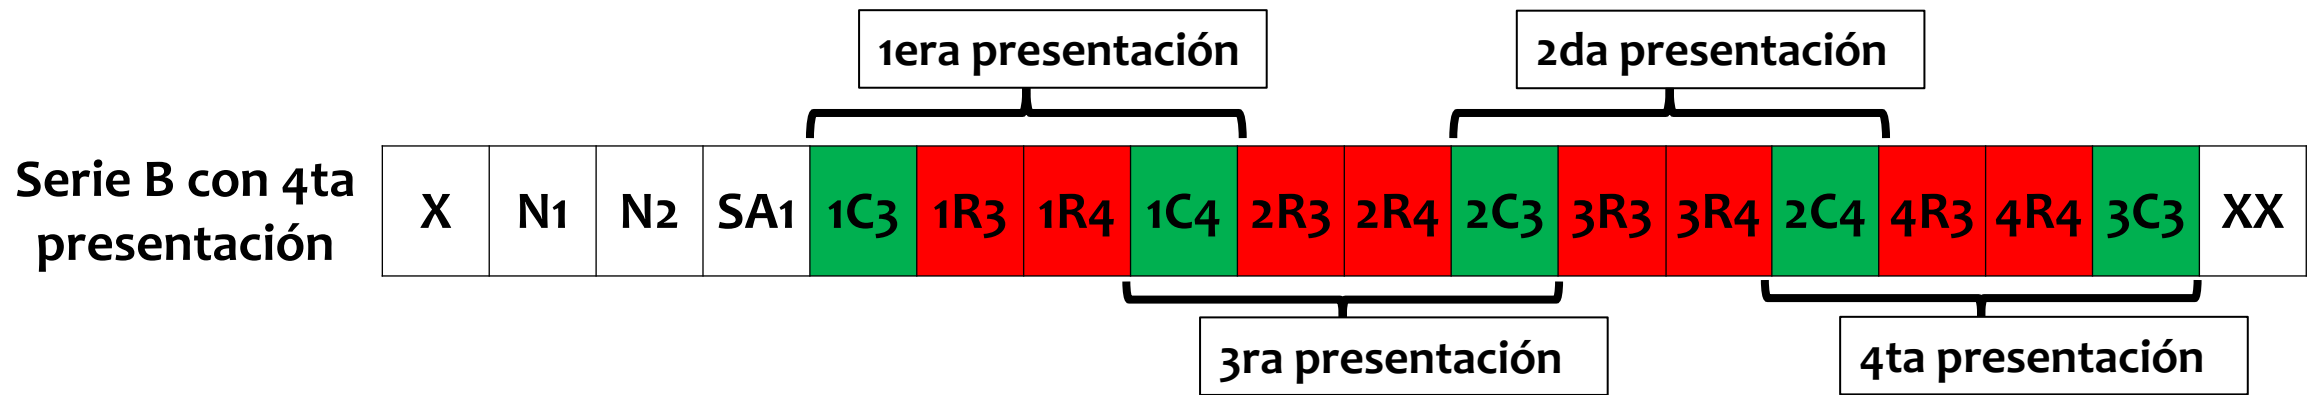 1era presentación
2da presentación
Serie B con 4ta
presentación
X N1 N2 SA1 1C3 1R3 1R4 1C4 2R3 2R4 2C3 3R3 3R4 2C4 4R3 4R4 3C3 XX
3ra presentación
4ta presentación